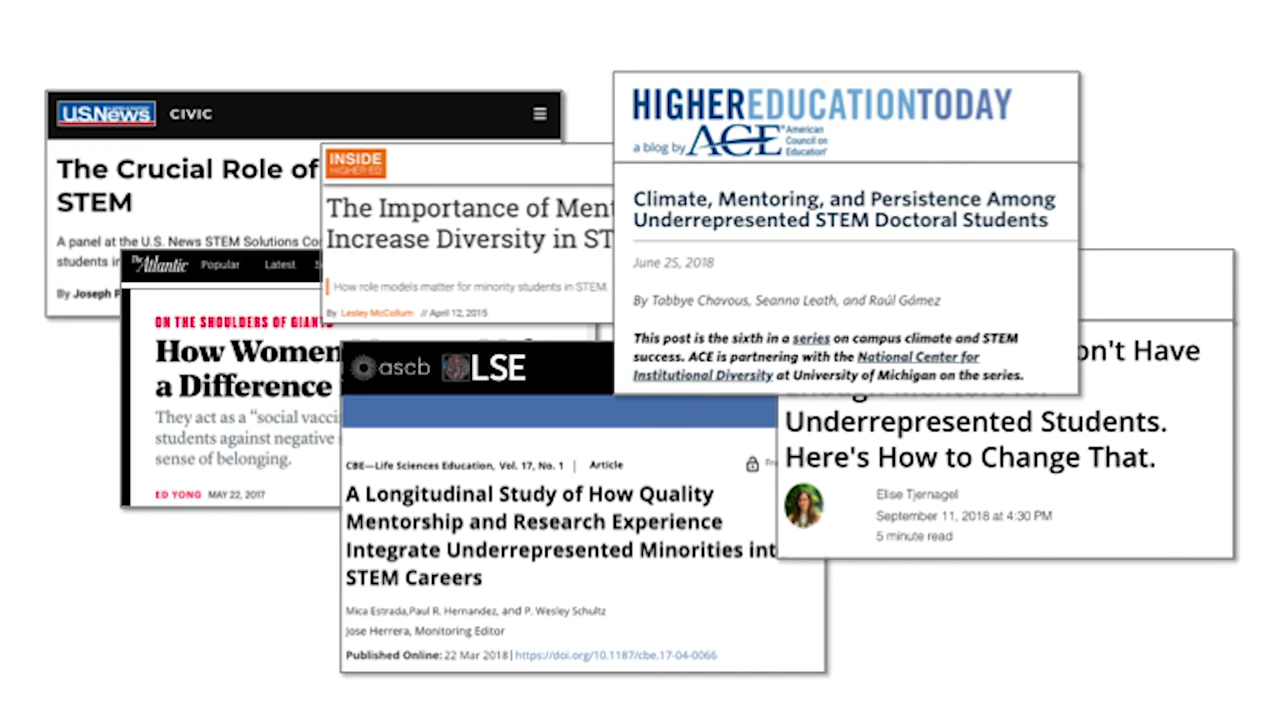 U.S.News CIVIC
The Crucial Role of
STEM
A panel at the U.S. News STEM Solutions Co
students in
By Joseph
INSIDE
HIGHER ED
The Importance of Ment
Increase Diversity in ST
How role models matter for minority students in STEM.
By Lesley McCollum // April 12, 2015
HIGHEREDUCATIONTODAY
a blog by ACE American
Council on
Education
Climate, Mentoring, and Persistence Among
Underrepresented STEM Doctoral Students
June 25, 2018
By Tabbye Chavous, Seanna Leath, and Raúl Gámez
This post is the sixth in a series on campus climate and STEM
success. ACE is partnering with the National Center for
Institutional Diversity at University of Michigan on the series.
The Atlantic Popular Latest
ON THE SHOULDERS OF GIANTS
How Women
a Difference
They act as a "social vacci
students against negative
sense of belonging.
ED YONG MAY 22, 2017
ascb LSE
CBE—Life Sciences Education, Vol. 17, No. 1 | Article
A Longitudinal Study of How Quality
Mentorship and Research Experience
Integrate Underrepresented Minorities int
STEM Careers
Mica Estrada,Paul R. Hernandez, and P. Wesley Schultz
Jose Herrera, Monitoring Editor
Published Online: 22 Mar 2018 | https://doi.org/10.1187/cbe.17-04-0066
on't Have
Underrepresented Students.
Here's How to Change That.
Elise Tjernagel
September 11, 2018 at 4:30 PM
5 minute read